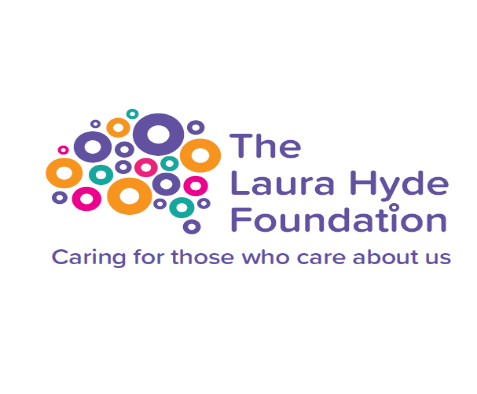 The
Laura Hyde
Foundation
Caring for those who care about us